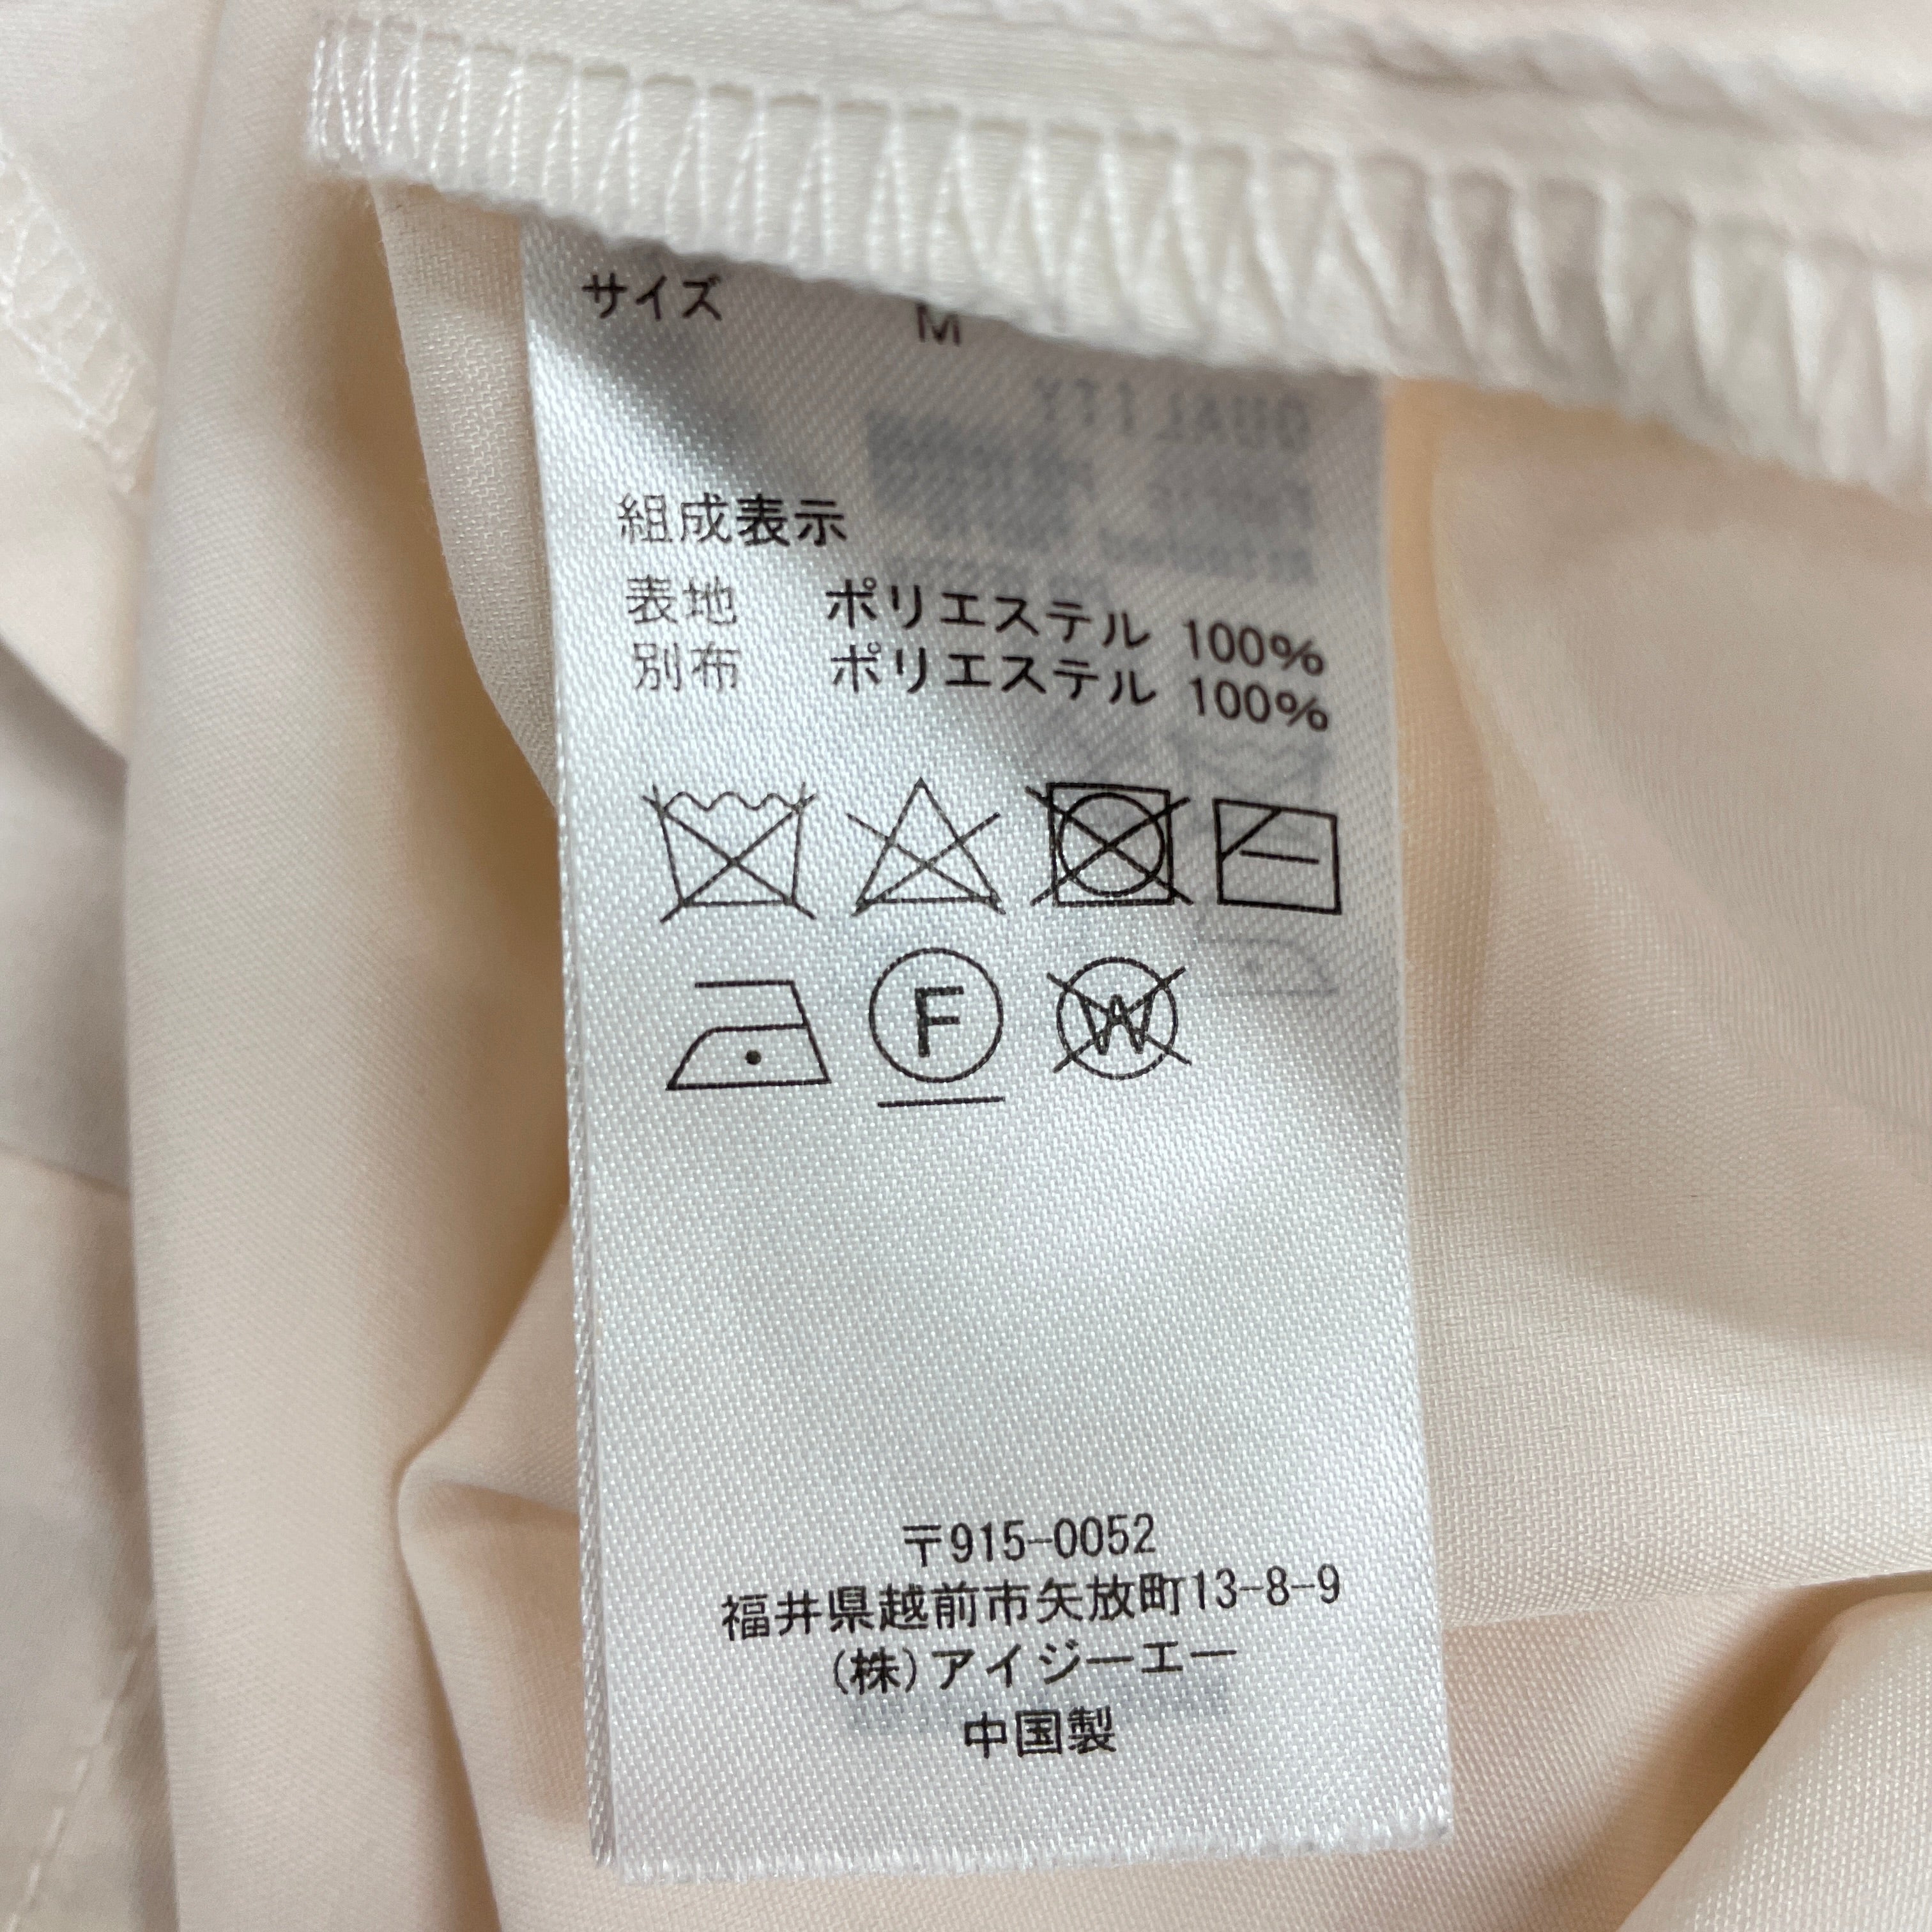 サイズ M
組成表示
表地 ポリエステル 100%
別布 ポリエステル 100%
F W
〒915-0052
福井県越前市矢放町13-8-9
(株)アイジーエー
中国製